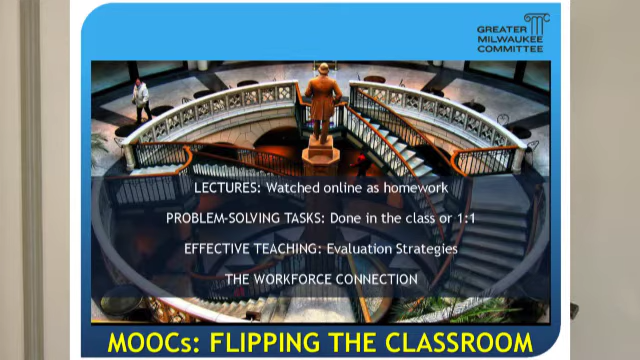 GREATER
MILWAUKEE
COMMITTEE
LECTURES: Watched online as homework
PROBLEM-SOLVING TASKS: Done in the class or 1:1
EFFECTIVE TEACHING: Evaluation Strategies
THE WORKFORCE CONNECTION
MOOCs: FLIPPING THE CLASSROOM